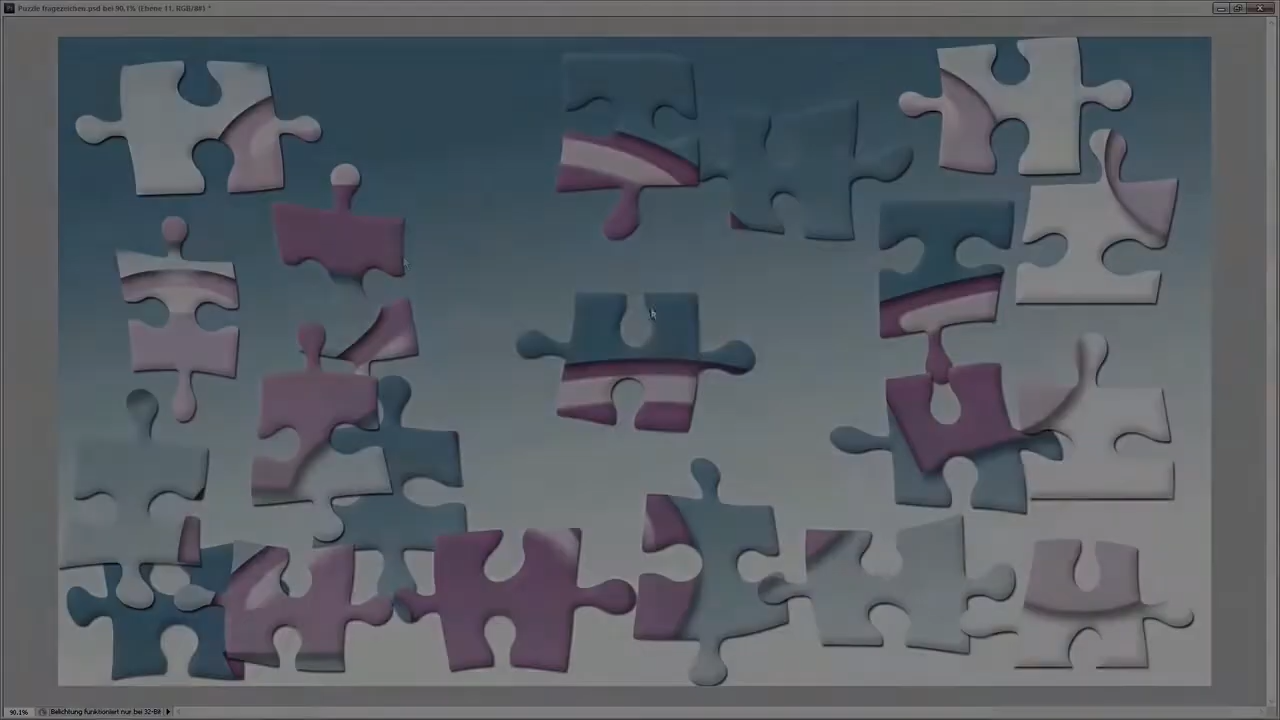 Puzzle fragezeichen.psd bei 90,1% (Ebene 11, RGB/8#) *
90,1%
Belichtung funktioniert nur bei 32-Bit